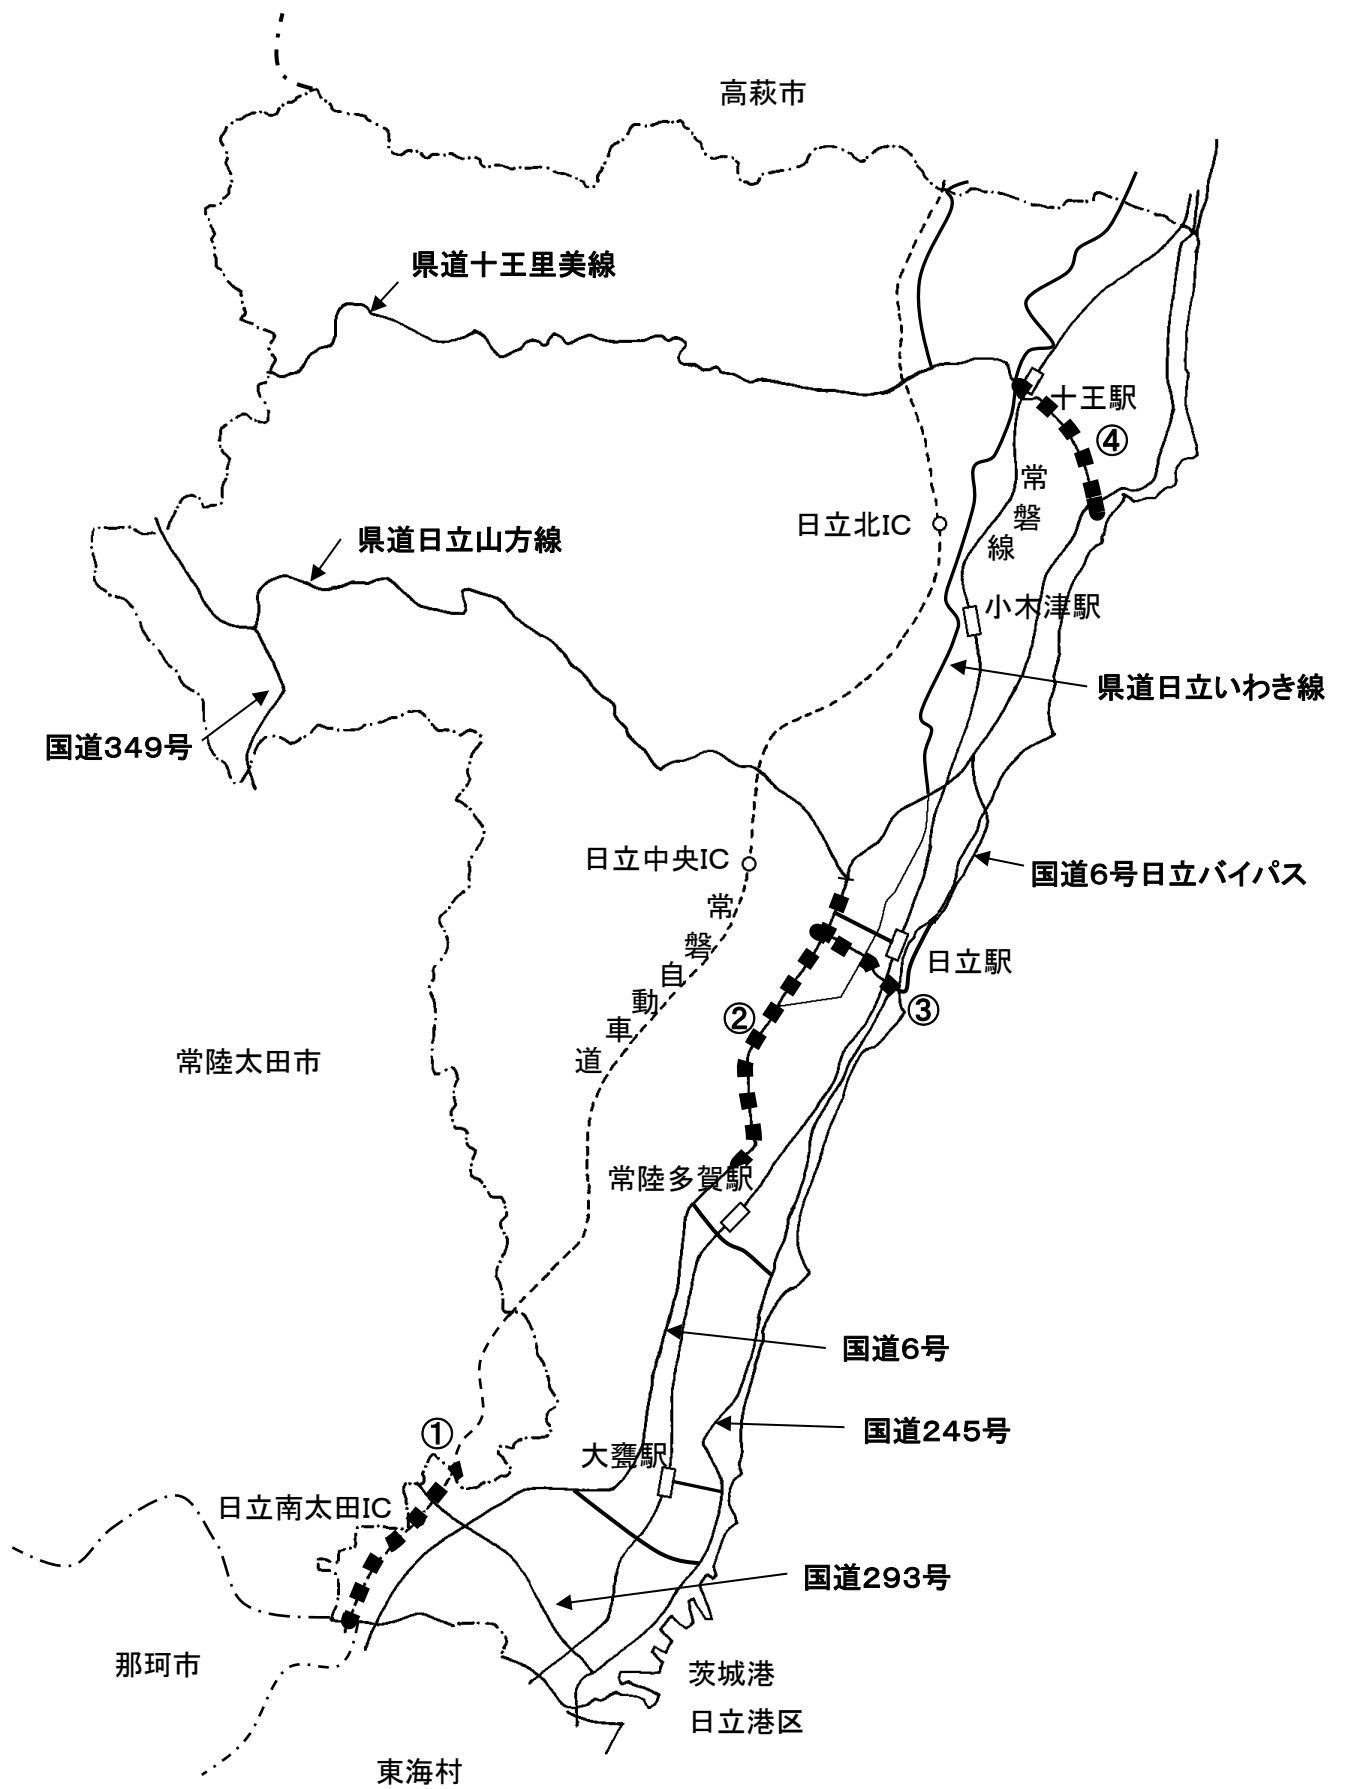 高萩市
県道十王里美線
十王駅
④
常
磐
線
日立北IC
県道日立山方線
小木津駅
県道日立いわき線
国道349号
日立中央IC
国道6号日立バイパス
常
磐
自
動
車
道
日立駅
③
②
常陸太田市
常陸多賀駅
国道6号
国道245号
①
大甕駅
日立南太田IC
国道293号
那珂市
茨城港
日立港区
東海村